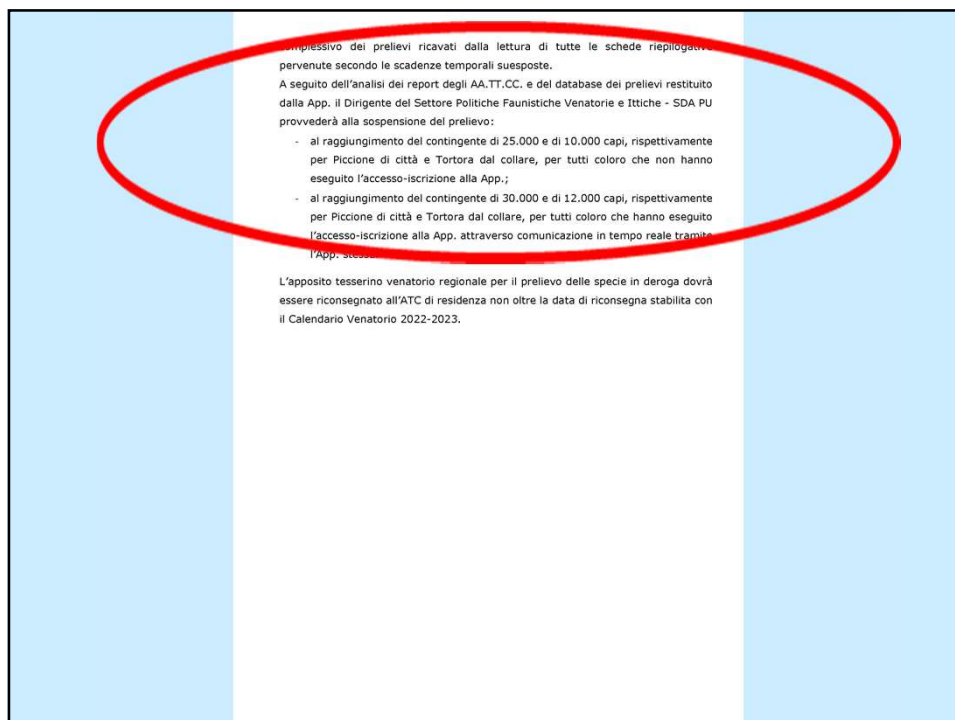 complessivo dei prelievi ricavati dalla lettura di tutte le schede riepilogative
pervenute secondo le scadenze temporali suesposte.
A seguito dell'analisi dei report degli AA.TT.CC. e del database dei prelievi restituito
dalla App. il Dirigente del Settore Politiche Faunistiche Venatorie e Ittiche - SDA PU
provvederà alla sospensione del prelievo:
- al raggiungimento del contingente di 25.000 e di 10.000 capi, rispettivamente
per Piccione di città e Tortora dal collare, per tutti coloro che non hanno
eseguito l'accesso-iscrizione alla App.;
- al raggiungimento del contingente di 30.000 e di 12.000 capi, rispettivamente
per Piccione di città e Tortora dal collare, per tutti coloro che hanno eseguito
l'accesso-iscrizione alla App. attraverso comunicazione in tempo reale tramite
l'App. stessa.
L'apposito tesserino venatorio regionale per il prelievo delle specie in deroga dovrà
essere riconsegnato all'ATC di residenza non oltre la data di riconsegna stabilita con
il Calendario Venatorio 2022-2023.